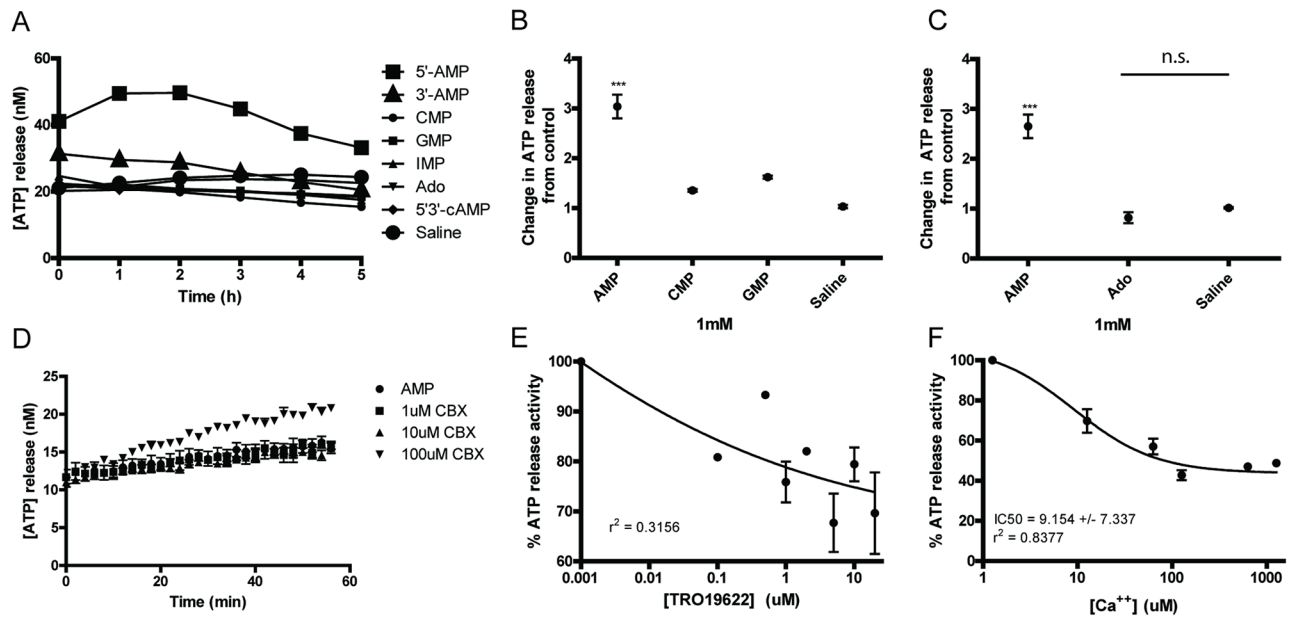 A
[ATP] release (nM)
60
40
20
0
0 1 2 3 4 5
Time (h)
5'-AMP
3'-AMP
CMP
GMP
IMP
Ado
5'3'-cAMP
Saline
B
Change in ATP release
from control
4
3
2
1
0
***
AMP CMP GMP Saline
1mM
C
Change in ATP release
from control
4
3
2
1
0
***
n.s.
AMP Ado Saline
1mM
D
[ATP] release (nM)
25
20
15
10
5
0
0 20 40 60
Time (min)
AMP
1uM CBX
10uM CBX
100uM CBX
E
% ATP release activity
100
90
80
70
60
r² = 0.3156
0.001 0.01 0.1 1 10
[TRO19622] (uM)
F
% ATP release activity
100
80
60
40
20
0
IC50 = 9.154 +/- 7.337
r² = 0.8377
1 10 100 1000
[Ca⁺⁺] (uM)